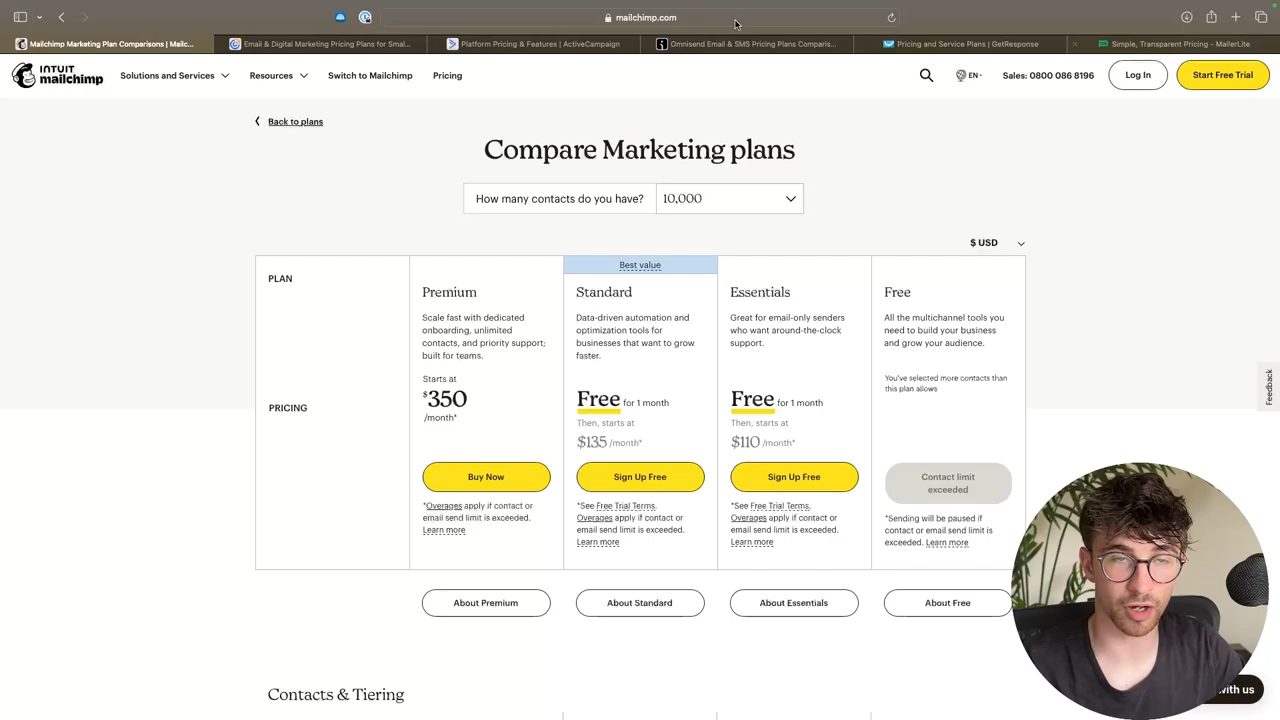 mailchimp.com
Mailchimp Marketing Plan Comparisons | Mailc...
Email & Digital Marketing Pricing Plans for Smal...
Platform Pricing & Features | ActiveCampaign
Omnisend Email & SMS Pricing Plans Comparis...
Pricing and Service Plans | GetResponse
Simple, Transparent Pricing - MailerLite
INTUIT
mailchimp
Solutions and Services
Resources
Switch to Mailchimp
Pricing
EN
Sales: 0800 086 8196
Log In
Start Free Trial
Back to plans
Compare Marketing plans
How many contacts do you have?
10,000
$ USD
PLAN
Best value
Premium
Scale fast with dedicated
onboarding, unlimited
contacts, and priority support;
built for teams.
Standard
Data-driven automation and
optimization tools for
businesses that want to grow
faster.
Essentials
Great for email-only senders
who want around-the-clock
support.
Free
All the multichannel tools you
need to build your business
and grow your audience.
PRICING
Starts at
$350
/month*
Buy Now
*Overages apply if contact or
email send limit is exceeded.
Learn more
Free for 1 month
Then, starts at
$135 /month*
Sign Up Free
*See Free Trial Terms.
Overages apply if contact or
email send limit is exceeded.
Learn more
Free for 1 month
Then, starts at
$110 /month*
Sign Up Free
*See Free Trial Terms.
Overages apply if contact or
email send limit is exceeded.
Learn more
You've selected more contacts than
this plan allows
Contact limit
exceeded
*Sending will be paused if
contact or email send limit is
exceeded. Learn more
About Premium
About Standard
About Essentials
About Free
Feedback
with us
Contacts & Tiering